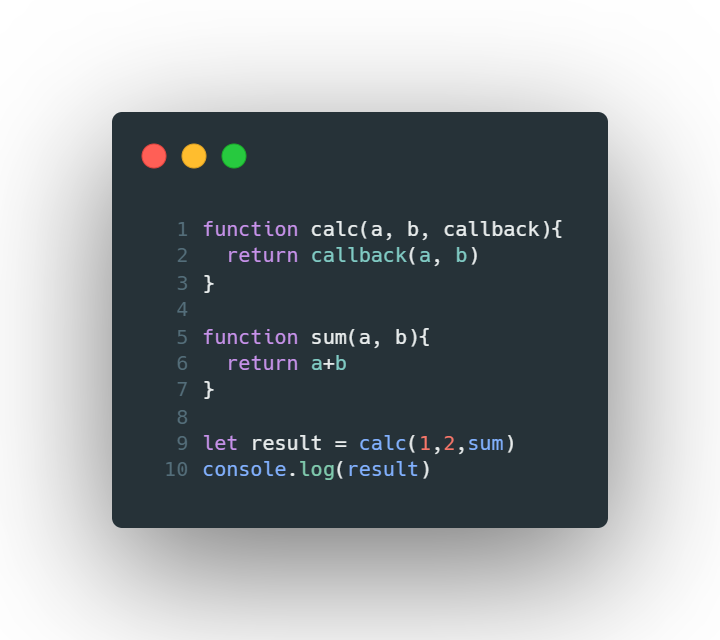 1 function calc(a, b, callback){
2   return callback(a, b)
3 }
4
5 function sum(a, b){
6   return a+b
7 }
8
9 let result = calc(1,2,sum)
10 console.log(result)